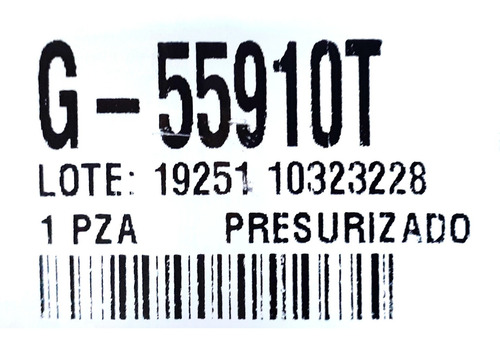 G-55910T
LOTE: 19251 10323228
1 PZA PRESURIZADO